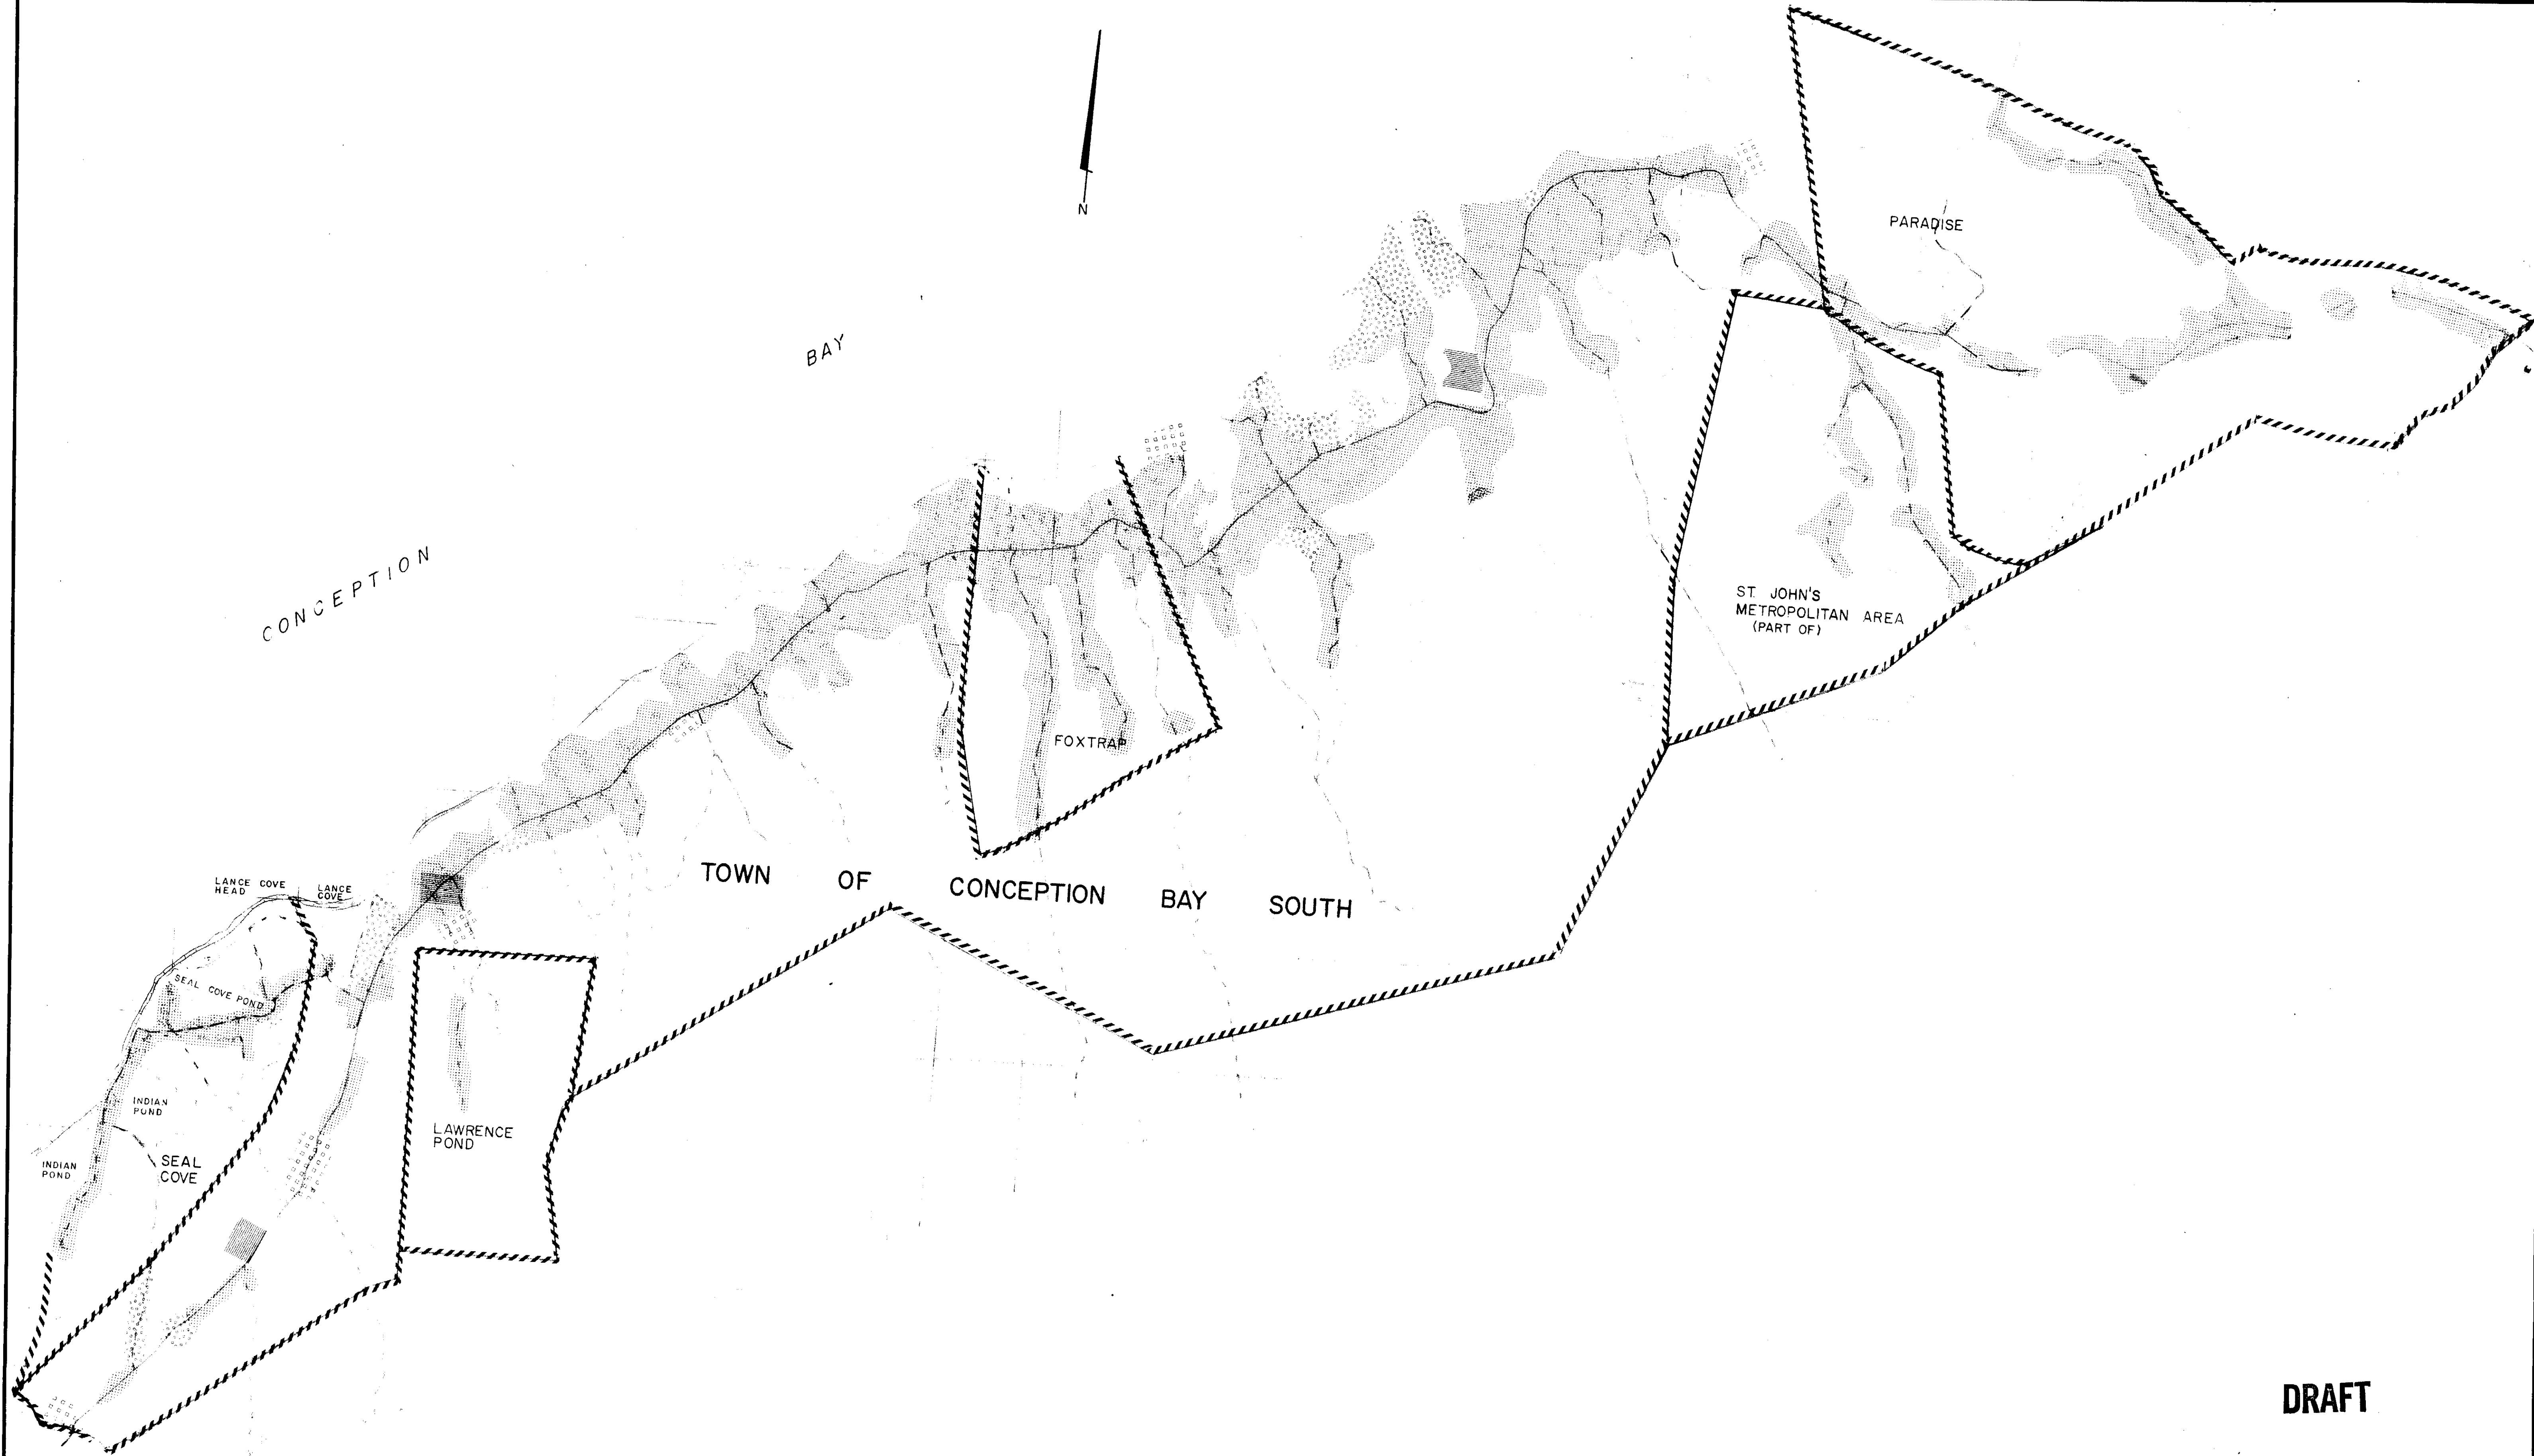 N
PARADISE
BAY
CONCEPTION
ST. JOHN'S
METROPOLITAN AREA
(PART OF)
FOXTRAP
TOWN OF CONCEPTION BAY SOUTH
LANCE COVE
HEAD
LANCE
COVE
SEAL COVE POND
INDIAN
POND
LAWRENCE
POND
INDIAN
POND
SEAL
COVE
DRAFT